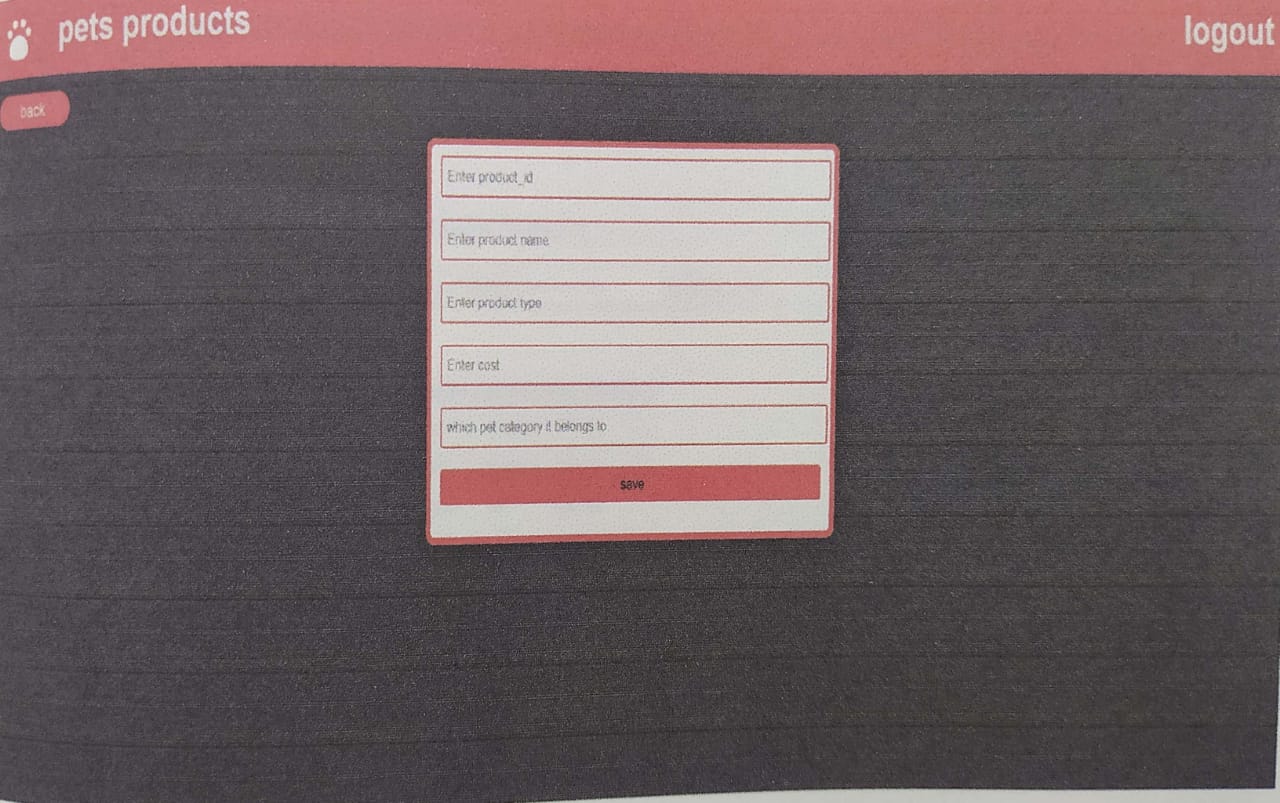 pets products
logout
back
Enter product_id
Enter product name
Enter product type
Enter cost
which pet category it belongs to
save